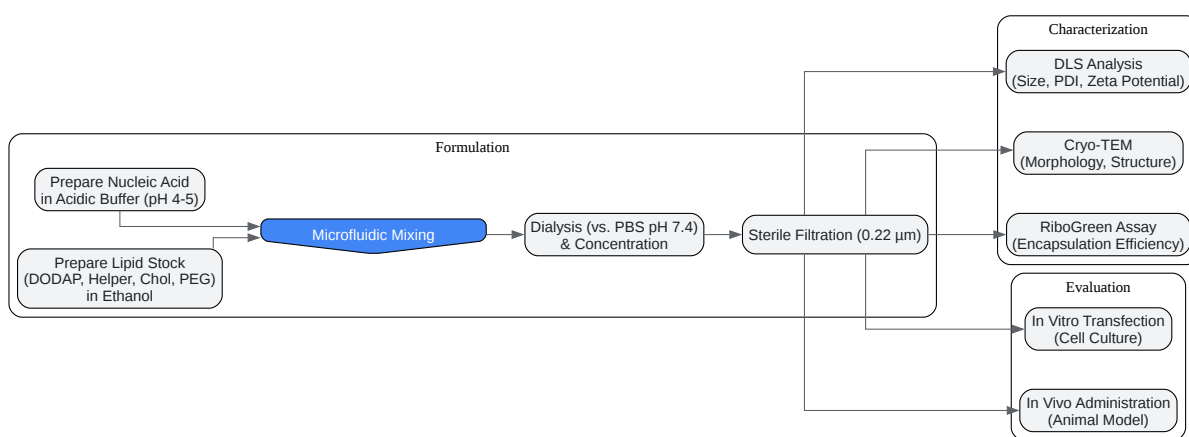 Formulation
Prepare Nucleic Acid
in Acidic Buffer (pH 4-5)
Prepare Lipid Stock
(DODAP, Helper, Chol, PEG)
in Ethanol
Microfluidic Mixing
Dialysis (vs. PBS pH 7.4)
& Concentration
Sterile Filtration (0.22 µm)
Characterization
DLS Analysis
(Size, PDI, Zeta Potential)
Cryo-TEM
(Morphology, Structure)
RiboGreen Assay
(Encapsulation Efficiency)
Evaluation
In Vitro Transfection
(Cell Culture)
In Vivo Administration
(Animal Model)